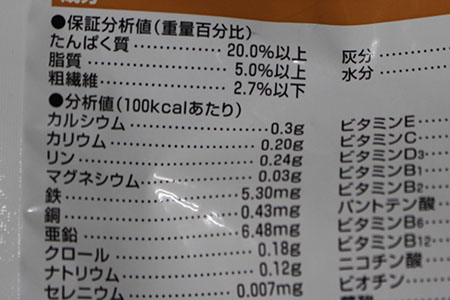 ●保証分析値(重量百分比)
たんぱく質 20.0%以上
脂質 5.0%以上
粗繊維 2.7%以下
灰分
水分
●分析値(100kcalあたり)
カルシウム 0.3g
カリウム 0.20g
リン 0.24g
マグネシウム 0.03g
鉄 5.30mg
銅 0.43mg
亜鉛 6.48mg
クロール 0.18g
ナトリウム 0.12g
セレニウム 0.007mg
ビタミンE
ビタミンC
ビタミンD3
ビタミンB1
ビタミンB2
パントテン酸
ビタミンB6
ビタミンB12
ニコチン酸
ビオチン